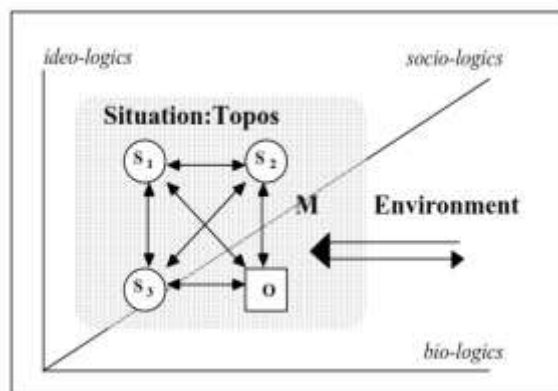 ideo-logics
socio-logics
Situation:Topos
S1
S2
M
Environment
S3
O
bio-logics